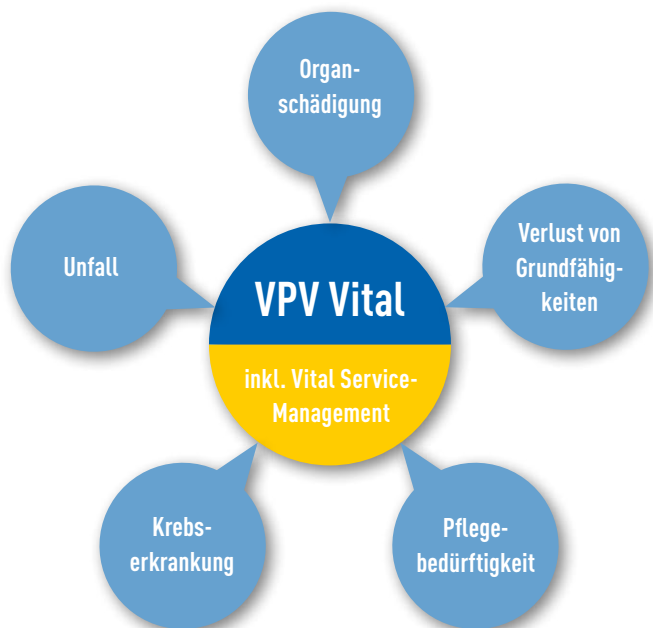 Organ-
schädigung
Unfall
Verlust von
Grundfähig-
keiten
VPV Vital
inkl. Vital Service-
Management
Krebs-
erkrankung
Pflege-
bedürftigkeit